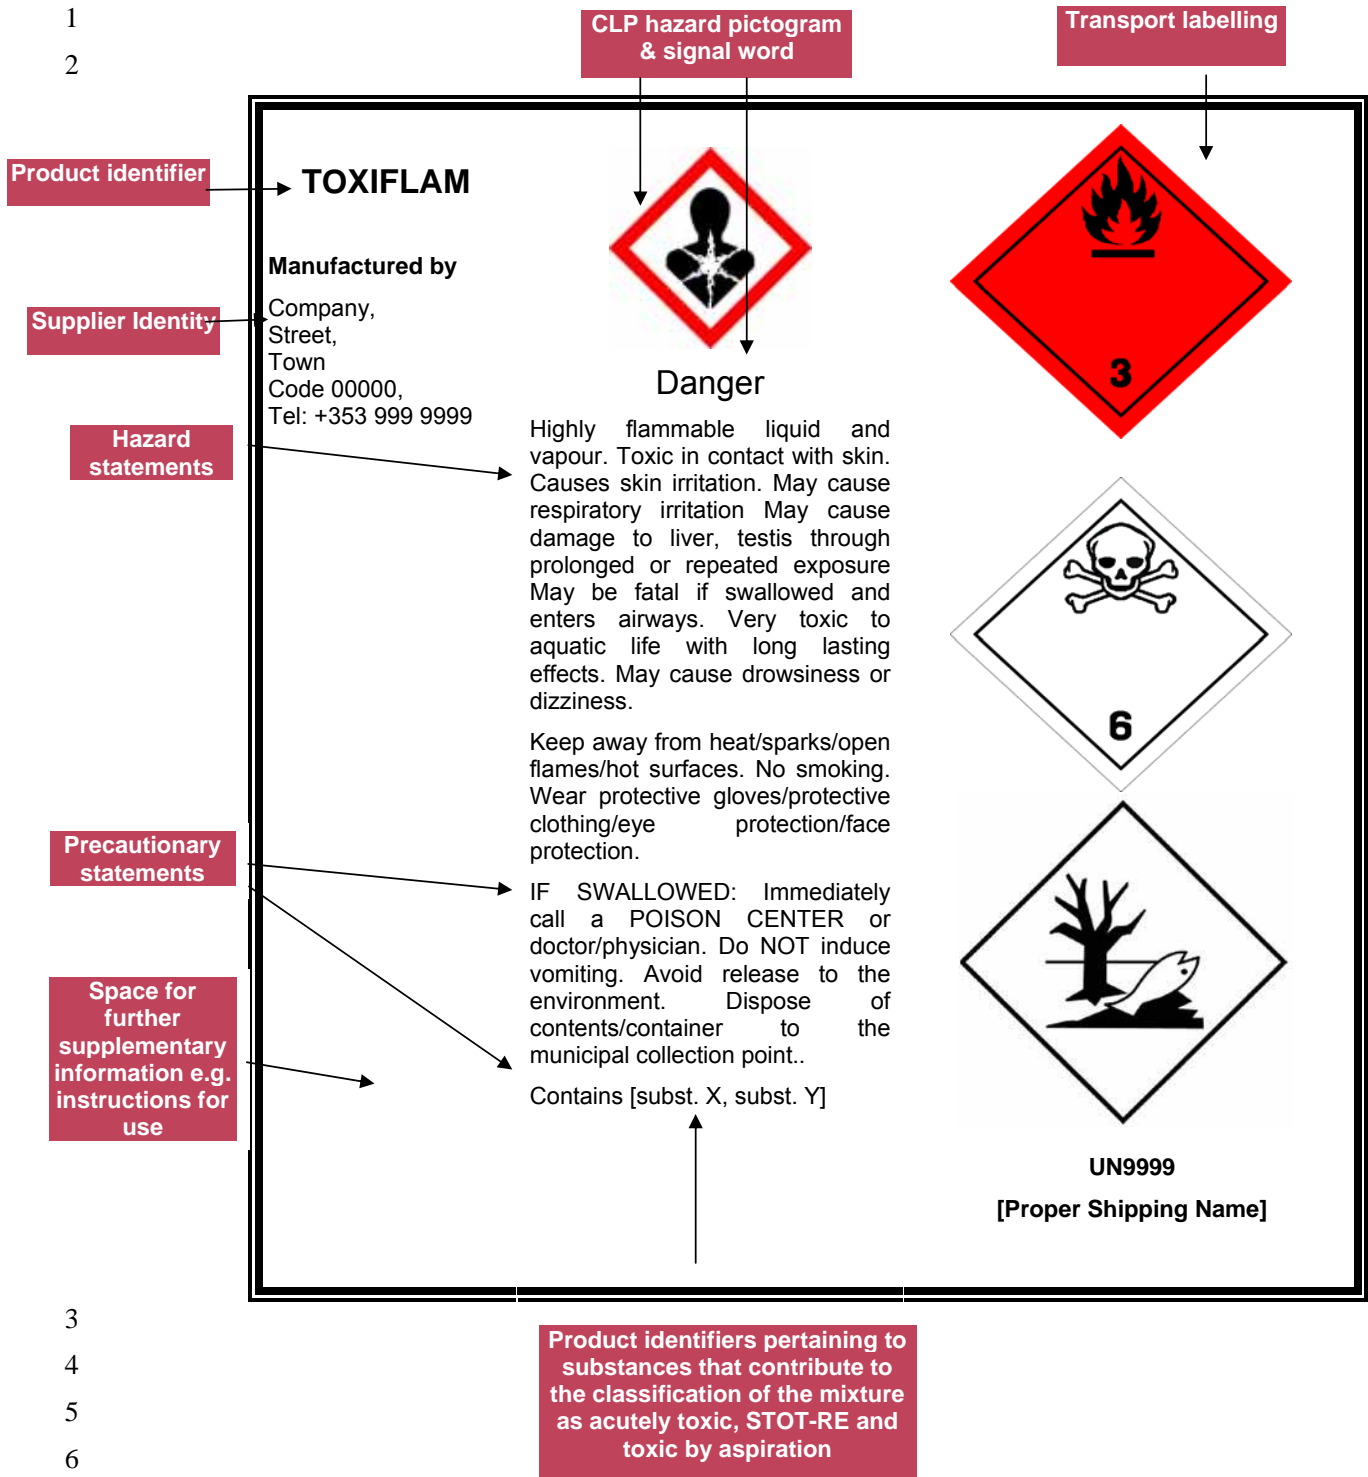 1
CLP hazard pictogram
& signal word
Transport labelling
2
Product identifier
TOXIFLAM
Manufactured by
Supplier Identity
Company,
Street,
Town
Code 00000,
Tel: +353 999 9999
3
Danger
Hazard
statements
Highly flammable liquid and
vapour. Toxic in contact with skin.
Causes skin irritation. May cause
respiratory irritation May cause
damage to liver, testis through
prolonged or repeated exposure
May be fatal if swallowed and
enters airways. Very toxic to
aquatic life with long lasting
effects. May cause drowsiness or
dizziness.
6
Keep away from heat/sparks/open
flames/hot surfaces. No smoking.
Wear protective gloves/protective
clothing/eye protection/face
protection.
Precautionary
statements
IF SWALLOWED: Immediately
call a POISON CENTER or
doctor/physician. Do NOT induce
vomiting. Avoid release to the
environment. Dispose of
contents/container to the
municipal collection point..
Space for
further
supplementary
information e.g.
instructions for
use
Contains [subst. X, subst. Y]
UN9999
[Proper Shipping Name]
3
4
5
6
Product identifiers pertaining to
substances that contribute to
the classification of the mixture
as acutely toxic, STOT-RE and
toxic by aspiration